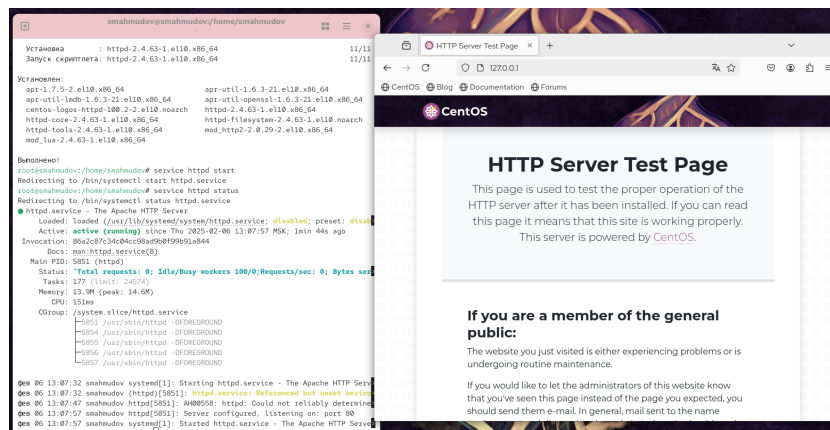 smahmudov@smahmudov:/home/smahmudov
Установка : httpd-2.4.63-1.el10.x86_64 11/11
Запуск скриптлета: httpd-2.4.63-1.el10.x86_64 11/11
Установлен:
apr-1.7.5-2.el10.x86_64 apr-util-1.6.3-21.el10.x86_64
apr-util-lmdb-1.6.3-21.el10.x86_64 apr-util-openssl-1.6.3-21.el10.x86_64
centos-logos-httpd-100.2-2.el10.noarch httpd-2.4.63-1.el10.x86_64
httpd-core-2.4.63-1.el10.x86_64 httpd-filesystem-2.4.63-1.el10.noarch
httpd-tools-2.4.63-1.el10.x86_64 mod_http2-2.0.29-2.el10.x86_64
mod_lua-2.4.63-1.el10.x86_64
Выполнено!
root@smahmudov:/home/smahmudov# service httpd start
Redirecting to /bin/systemctl start httpd.service
root@smahmudov:/home/smahmudov# service httpd status
Redirecting to /bin/systemctl status httpd.service
● httpd.service - The Apache HTTP Server
Loaded: loaded (/usr/lib/systemd/system/httpd.service; disabled; preset: disab
Active: active (running) since Thu 2025-02-06 13:07:57 MSK; 1min 44s ago
Invocation: 86a2c87c34c04cc98ad9b0f99b91a844
Docs: man:httpd.service(8)
Main PID: 5851 (httpd)
Status: "Total requests: 0; Idle/Busy workers 100/0;Requests/sec: 0; Bytes ser
Tasks: 177 (limit: 24574)
Memory: 13.9M (peak: 14.6M)
CPU: 151ms
CGroup: /system.slice/httpd.service
├─5851 /usr/sbin/httpd -DFOREGROUND
├─5854 /usr/sbin/httpd -DFOREGROUND
├─5855 /usr/sbin/httpd -DFOREGROUND
├─5856 /usr/sbin/httpd -DFOREGROUND
└─5857 /usr/sbin/httpd -DFOREGROUND
фев 06 13:07:32 smahmudov systemd[1]: Starting httpd.service - The Apache HTTP Serv
фев 06 13:07:32 smahmudov (httpd)[5851]: httpd.service: Referenced but unset enviro
фев 06 13:07:47 smahmudov httpd[5851]: AH00558: httpd: Could not reliably determine
фев 06 13:07:57 smahmudov httpd[5851]: Server configured, listening on: port 80
фев 06 13:07:57 smahmudov systemd[1]: Started httpd.service - The Apache HTTP Serve
HTTP Server Test Page
127.0.0.1
CentOS Blog Documentation Forums
CentOS
HTTP Server Test Page
This page is used to test the proper operation of the
HTTP server after it has been installed. If you can read
this page it means that this site is working properly.
This server is powered by CentOS.
If you are a member of the general
public:
The website you just visited is either experiencing problems or is
undergoing routine maintenance.
If you would like to let the administrators of this website know
that you've seen this page instead of the page you expected, you
should send them e-mail. In general, mail sent to the name